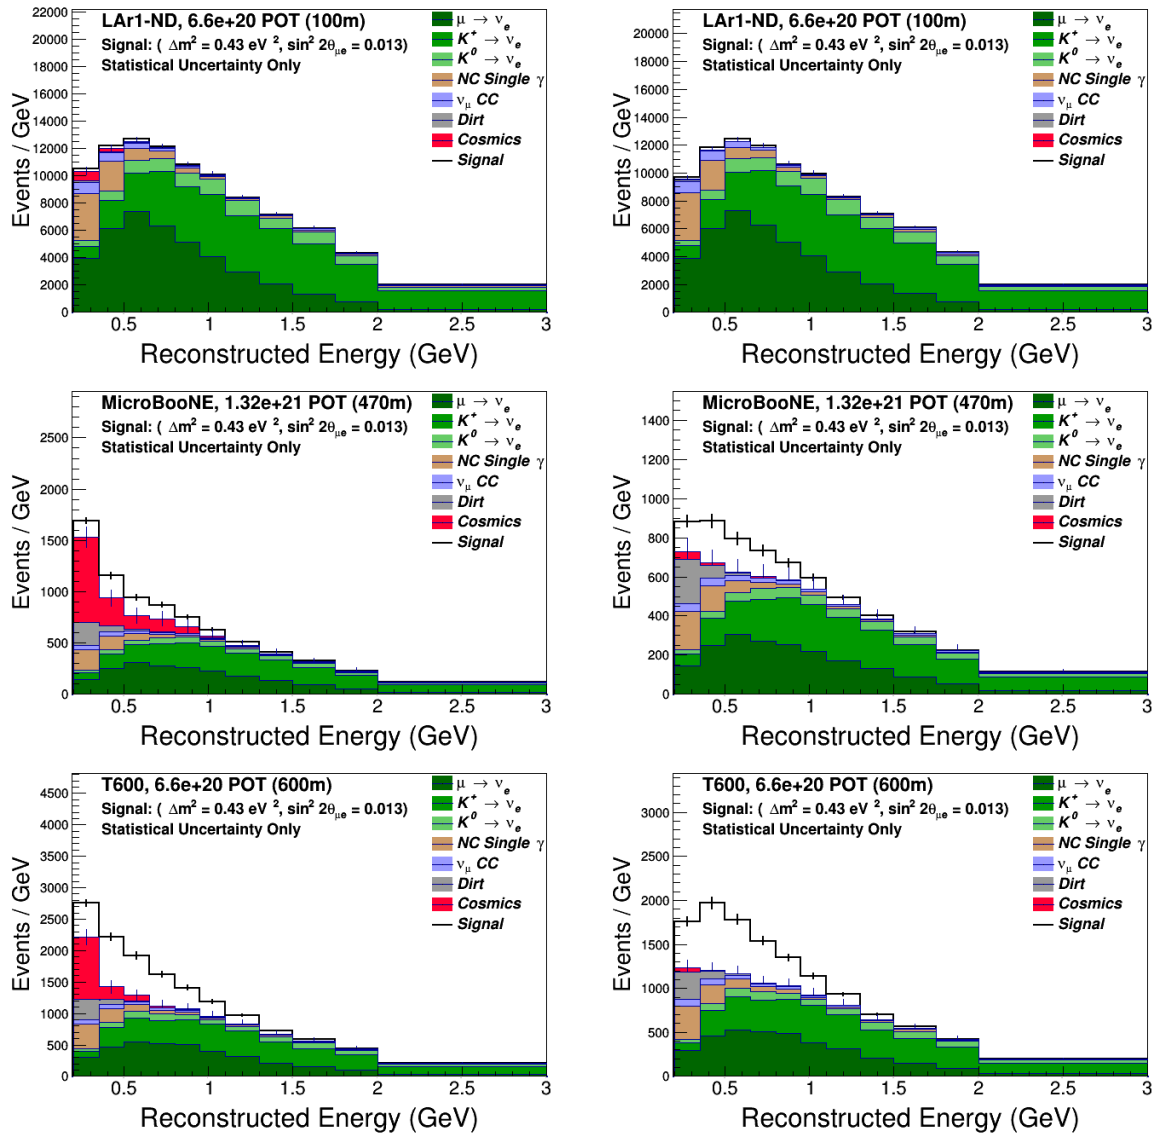 LAr1-ND, 6.6e+20 POT (100m)
Signal: ( Δm² = 0.43 eV ², sin² 2θμe = 0.013)
Statistical Uncertainty Only
μ → νe
K⁺ → νe
K⁰ → νe
NC Single γ
νμ CC
Dirt
Cosmics
Signal
Events / GeV
22000
20000
18000
16000
14000
12000
10000
8000
6000
4000
2000
0
0.5 1 1.5 2 2.5 3
Reconstructed Energy (GeV)
LAr1-ND, 6.6e+20 POT (100m)
Signal: ( Δm² = 0.43 eV ², sin² 2θμe = 0.013)
Statistical Uncertainty Only
μ → νe
K⁺ → νe
K⁰ → νe
NC Single γ
νμ CC
Dirt
Cosmics
Signal
Events / GeV
22000
20000
18000
16000
14000
12000
10000
8000
6000
4000
2000
0
0.5 1 1.5 2 2.5 3
Reconstructed Energy (GeV)
MicroBooNE, 1.32e+21 POT (470m)
Signal: ( Δm² = 0.43 eV ², sin² 2θμe = 0.013)
Statistical Uncertainty Only
μ → νe
K⁺ → νe
K⁰ → νe
NC Single γ
νμ CC
Dirt
Cosmics
Signal
Events / GeV
2500
2000
1500
1000
500
0
0.5 1 1.5 2 2.5 3
Reconstructed Energy (GeV)
MicroBooNE, 1.32e+21 POT (470m)
Signal: ( Δm² = 0.43 eV ², sin² 2θμe = 0.013)
Statistical Uncertainty Only
μ → νe
K⁺ → νe
K⁰ → νe
NC Single γ
νμ CC
Dirt
Cosmics
Signal
Events / GeV
1400
1200
1000
800
600
400
200
0
0.5 1 1.5 2 2.5 3
Reconstructed Energy (GeV)
T600, 6.6e+20 POT (600m)
Signal: ( Δm² = 0.43 eV ², sin² 2θμe = 0.013)
Statistical Uncertainty Only
μ → νe
K⁺ → νe
K⁰ → νe
NC Single γ
νμ CC
Dirt
Cosmics
Signal
Events / GeV
4500
4000
3500
3000
2500
2000
1500
1000
500
0
0.5 1 1.5 2 2.5 3
Reconstructed Energy (GeV)
T600, 6.6e+20 POT (600m)
Signal: ( Δm² = 0.43 eV ², sin² 2θμe = 0.013)
Statistical Uncertainty Only
μ → νe
K⁺ → νe
K⁰ → νe
NC Single γ
νμ CC
Dirt
Cosmics
Signal
Events / GeV
3000
2500
2000
1500
1000
500
0
0.5 1 1.5 2 2.5 3
Reconstructed Energy (GeV)